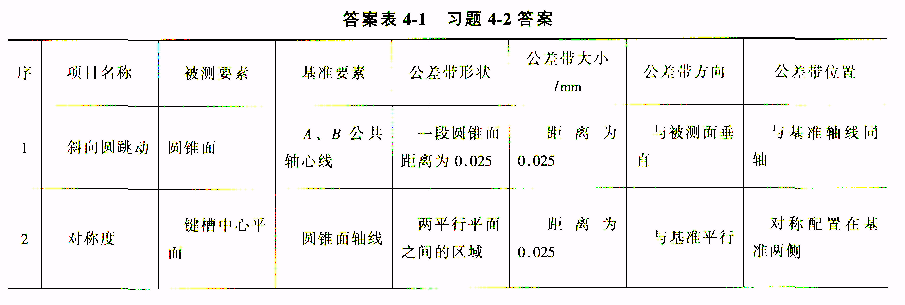 答案表 4-1 习题 4-2 答案
序 项目名称 被测要素 基准要素 公差带形状 公差带大小 /mm 公差带方向 公差带位置
1 斜向圆跳动 圆锥面 A、B 公共轴心线 一段圆锥面距离为 0.025 距离为 0.025 与被测面垂直 与基准轴线同轴
2 对称度 键槽中心平面 圆锥面轴线 两平行平面之间的区域 距离为 0.025 与基准平行 对称配置在基准两侧